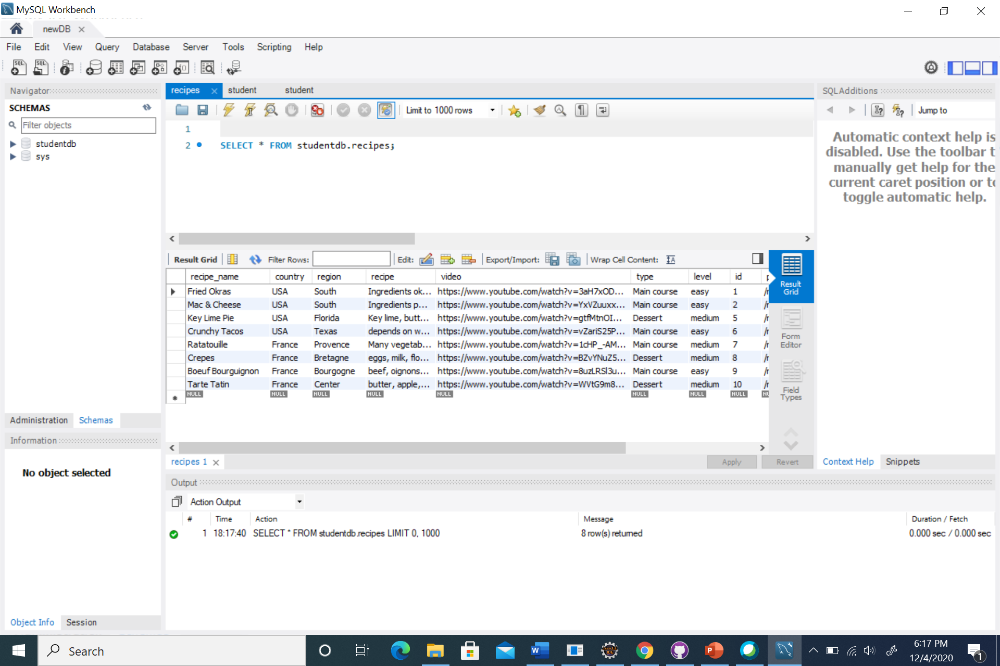 MySQL Workbench
newDB
File Edit View Query Database Server Tools Scripting Help
Navigator
SCHEMAS
Filter objects
studentdb
sys
Administration Schemas
Information
No object selected
Object Info Session
recipes student student
Limit to 1000 rows
1
2 SELECT * FROM studentdb.recipes;
Result Grid Filter Rows: Edit: Export/Import: Wrap Cell Content:
recipe_name country region recipe video type level id
Fried Okras USA South Ingredients ok... https://www.youtube.com/watch?v=3aH7xOD... Main course easy 1
Mac & Cheese USA South Ingredients p... https://www.youtube.com/watch?v=YxVZuuxx... Main course easy 2
Key Lime Pie USA Florida Key lime, butt... https://www.youtube.com/watch?v=gtfMtnOI... Dessert medium 5
Crunchy Tacos USA Texas depends on w... https://www.youtube.com/watch?v=vZariS25P... Main course easy 6
Ratatouille France Provence Many vegetab... https://www.youtube.com/watch?v=1cHP_-AM... Main course medium 7
Crepes France Bretagne eggs, milk, flo... https://www.youtube.com/watch?v=BZvYNuZ5... Dessert medium 8
Boeuf Bourguignon France Bourgogne beef, oignons... https://www.youtube.com/watch?v=8uzLRSl3u... Main course easy 9
Tarte Tatin France Center butter, apple,... https://www.youtube.com/watch?v=WVtG9m8... Dessert medium 10
NULL NULL NULL NULL NULL NULL NULL NULL
Result
Grid
Form
Editor
Field
Types
recipes 1 Apply Revert
SQLAdditions
Jump to
Automatic context help is
disabled. Use the toolbar t
manually get help for the
current caret position or to
toggle automatic help.
Context Help Snippets
Output
Action Output
# Time Action Message Duration / Fetch
1 18:17:40 SELECT * FROM studentdb.recipes LIMIT 0, 1000 8 row(s) returned 0.000 sec / 0.000 sec
Search
6:17 PM
12/4/2020
1